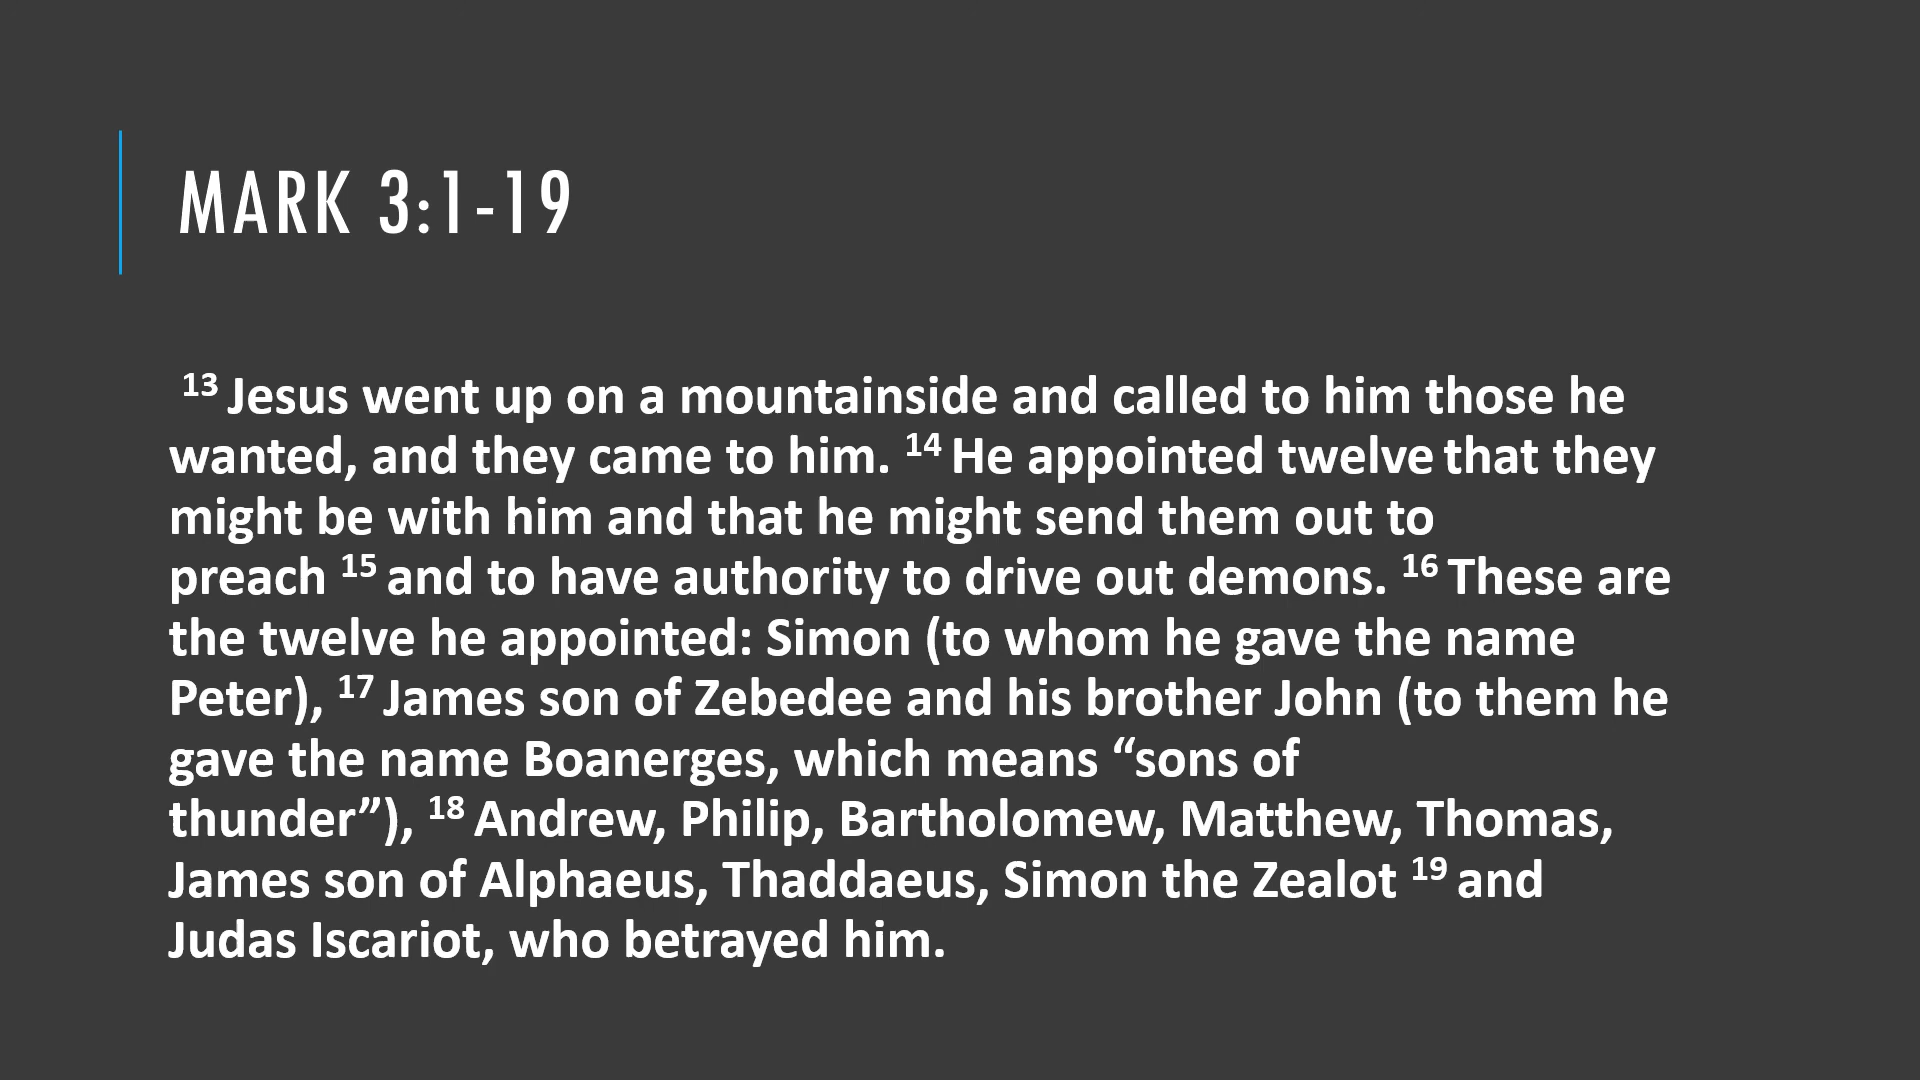 MARK 3:1-19
13 Jesus went up on a mountainside and called to him those he
wanted, and they came to him. 14 He appointed twelve that they
might be with him and that he might send them out to
preach 15 and to have authority to drive out demons. 16 These are
the twelve he appointed: Simon (to whom he gave the name
Peter), 17 James son of Zebedee and his brother John (to them he
gave the name Boanerges, which means “sons of
thunder”), 18 Andrew, Philip, Bartholomew, Matthew, Thomas,
James son of Alphaeus, Thaddaeus, Simon the Zealot 19 and
Judas Iscariot, who betrayed him.